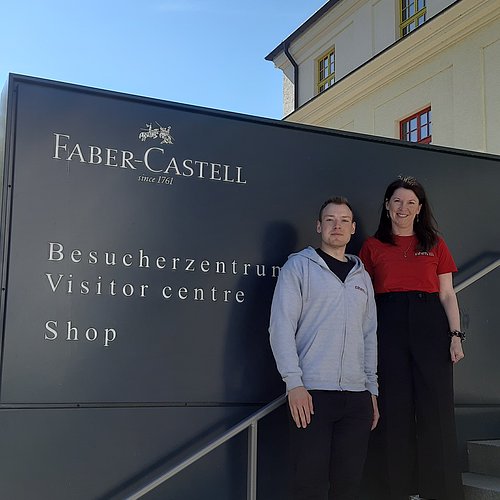 FABER-CASTELL
since 1761
Besucherzentrum
Visitor centre
Shop